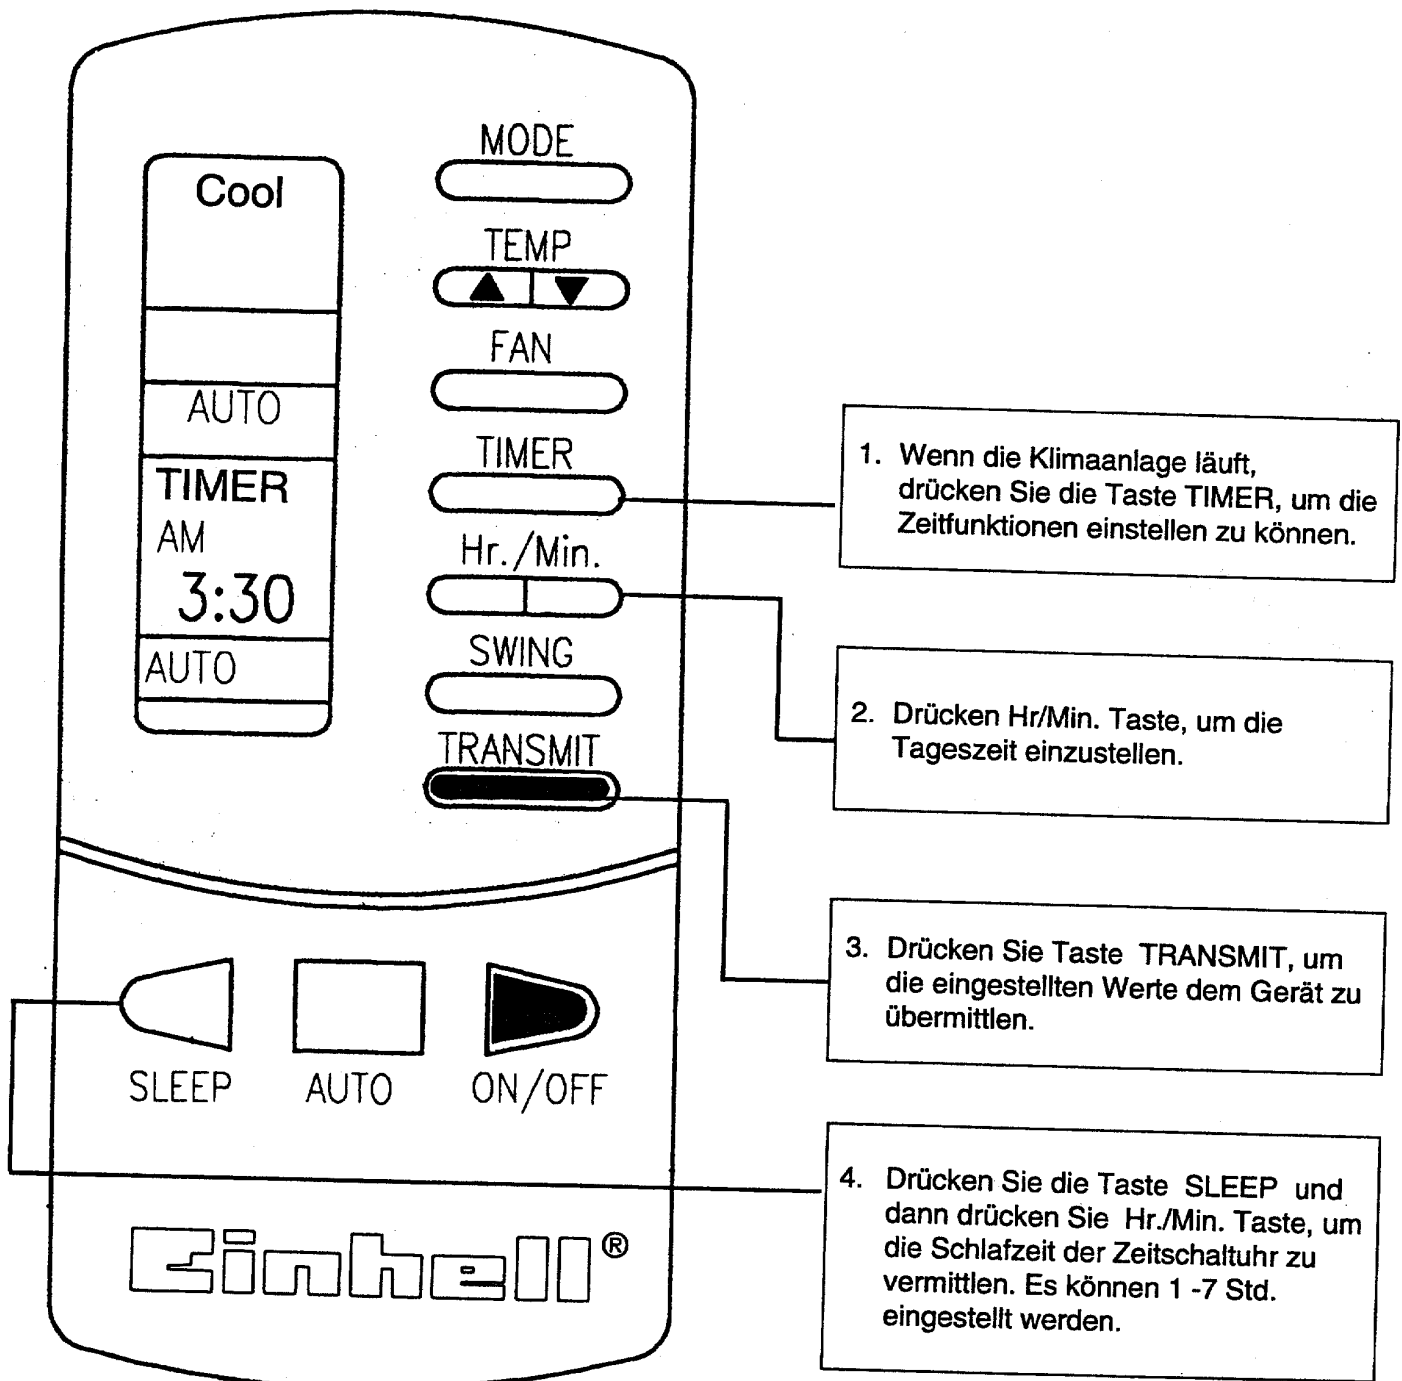 MODE
Cool
TEMP
FAN
AUTO
TIMER
TIMER
AM
Hr./Min.
3:30
SWING
AUTO
TRANSMIT
SLEEP
AUTO
ON/OFF
Einhell®
1. Wenn die Klimaanlage läuft,
drücken Sie die Taste TIMER, um die
Zeitfunktionen einstellen zu können.
2. Drücken Hr/Min. Taste, um die
Tageszeit einzustellen.
3. Drücken Sie Taste TRANSMIT, um
die eingestellten Werte dem Gerät zu
übermittlen.
4. Drücken Sie die Taste SLEEP und
dann drücken Sie Hr./Min. Taste, um
die Schlafzeit der Zeitschaltuhr zu
vermittlen. Es können 1 -7 Std.
eingestellt werden.